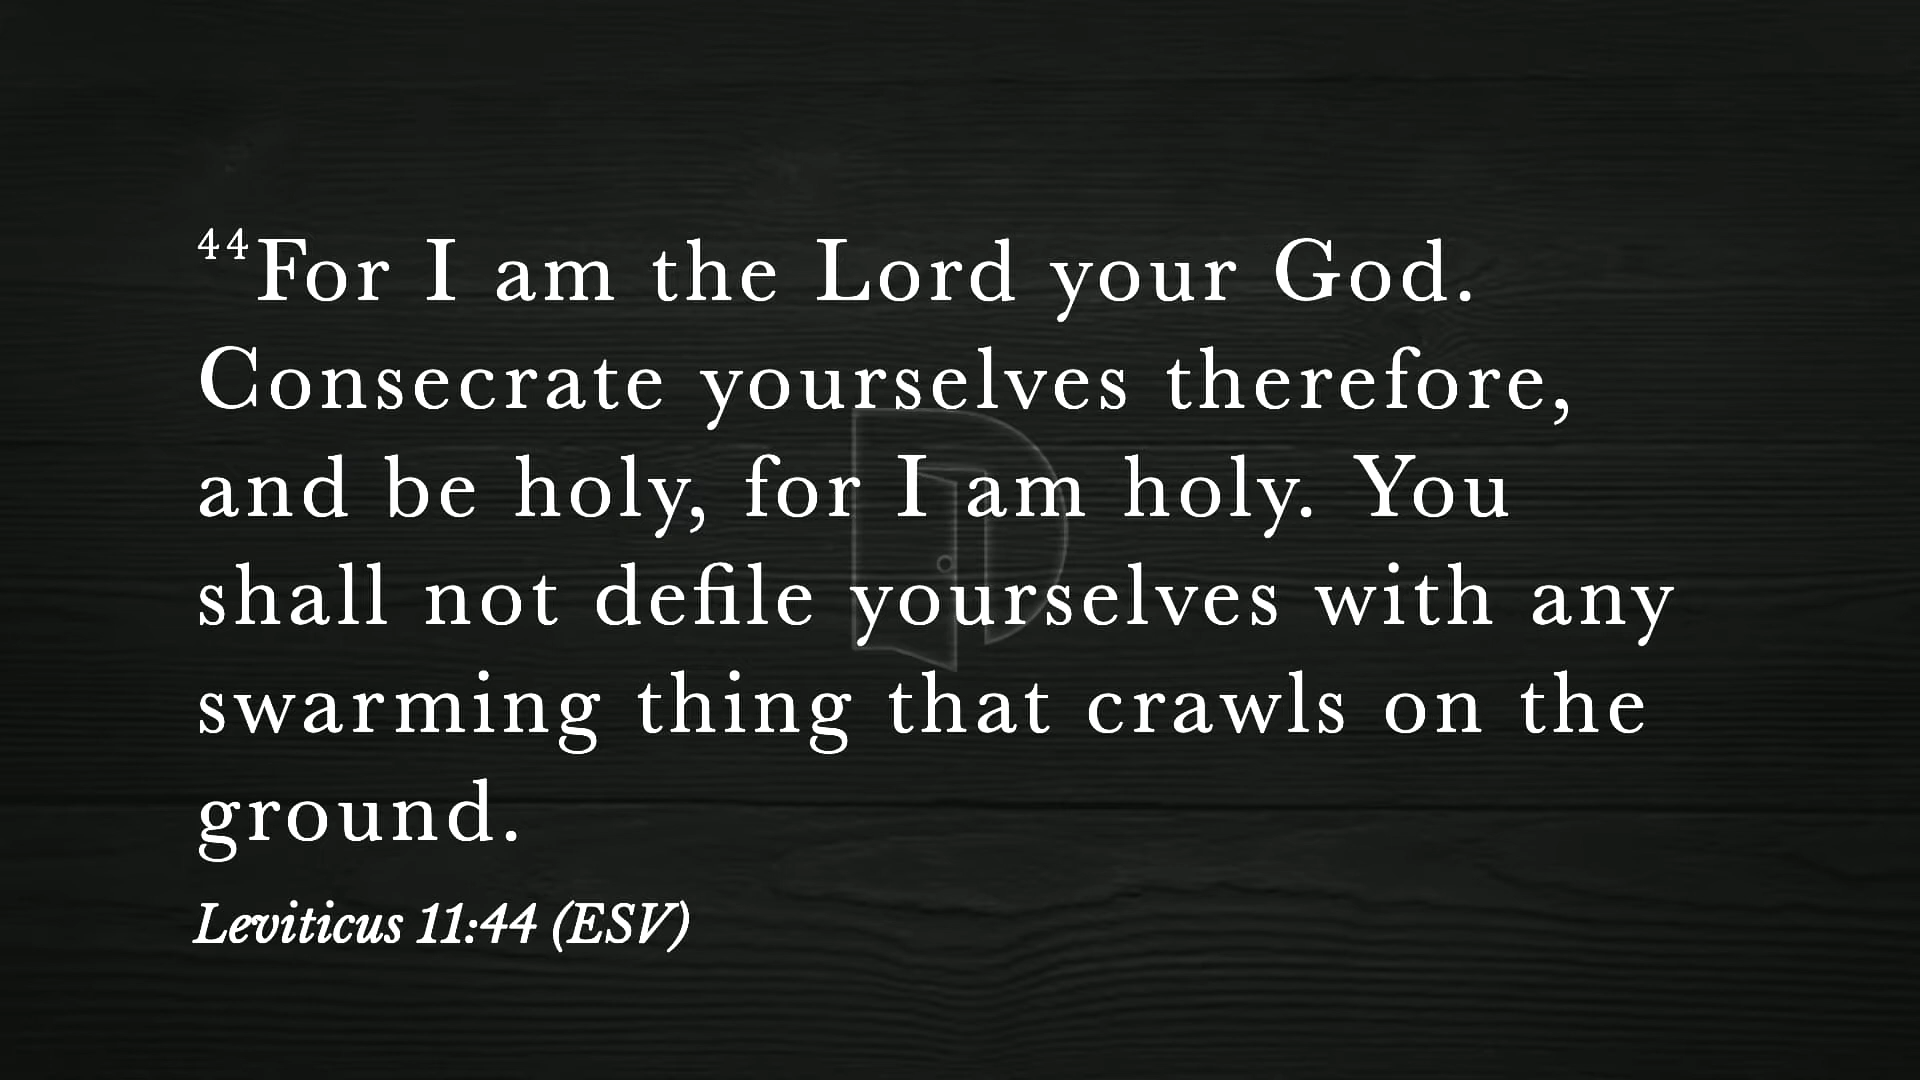 44For I am the Lord your God.
Consecrate yourselves therefore,
and be holy, for I am holy. You
shall not defile yourselves with any
swarming thing that crawls on the
ground.
Leviticus 11:44 (ESV)